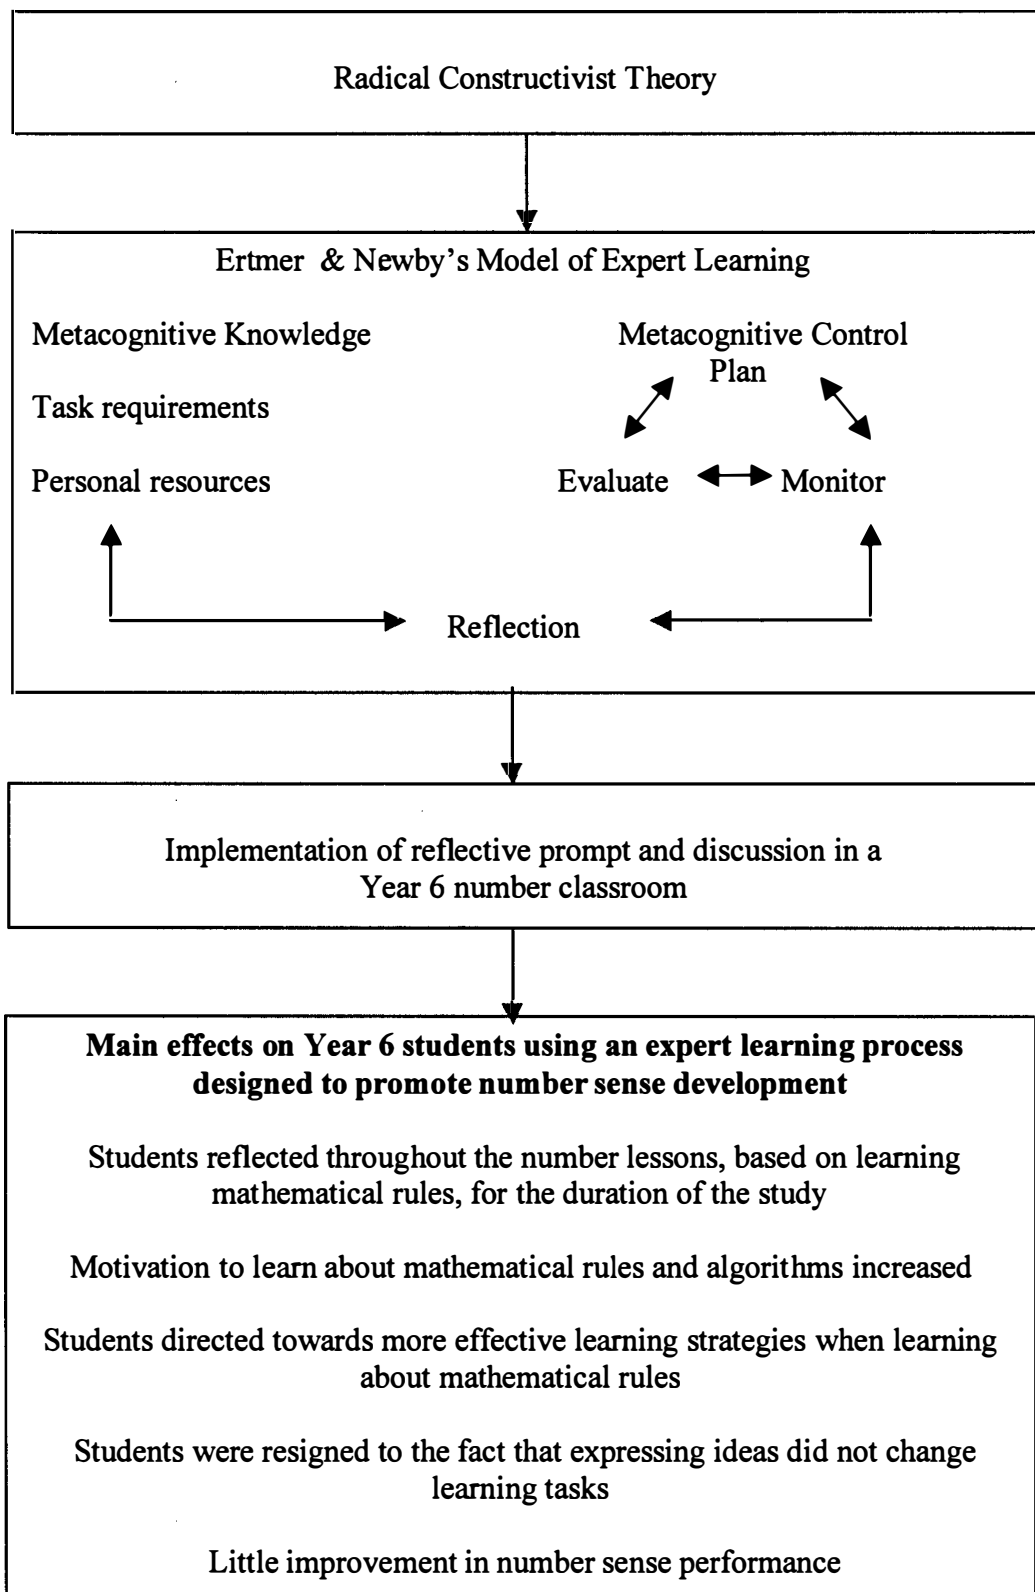 Radical Constructivist Theory
Ertmer & Newby's Model of Expert Learning
Metacognitive Knowledge
Task requirements
Personal resources
Metacognitive Control
Plan
Evaluate
Monitor
Reflection
Implementation of reflective prompt and discussion in a
Year 6 number classroom
Main effects on Year 6 students using an expert learning process
designed to promote number sense development
Students reflected throughout the number lessons, based on learning
mathematical rules, for the duration of the study
Motivation to learn about mathematical rules and algorithms increased
Students directed towards more effective learning strategies when learning
about mathematical rules
Students were resigned to the fact that expressing ideas did not change
learning tasks
Little improvement in number sense performance